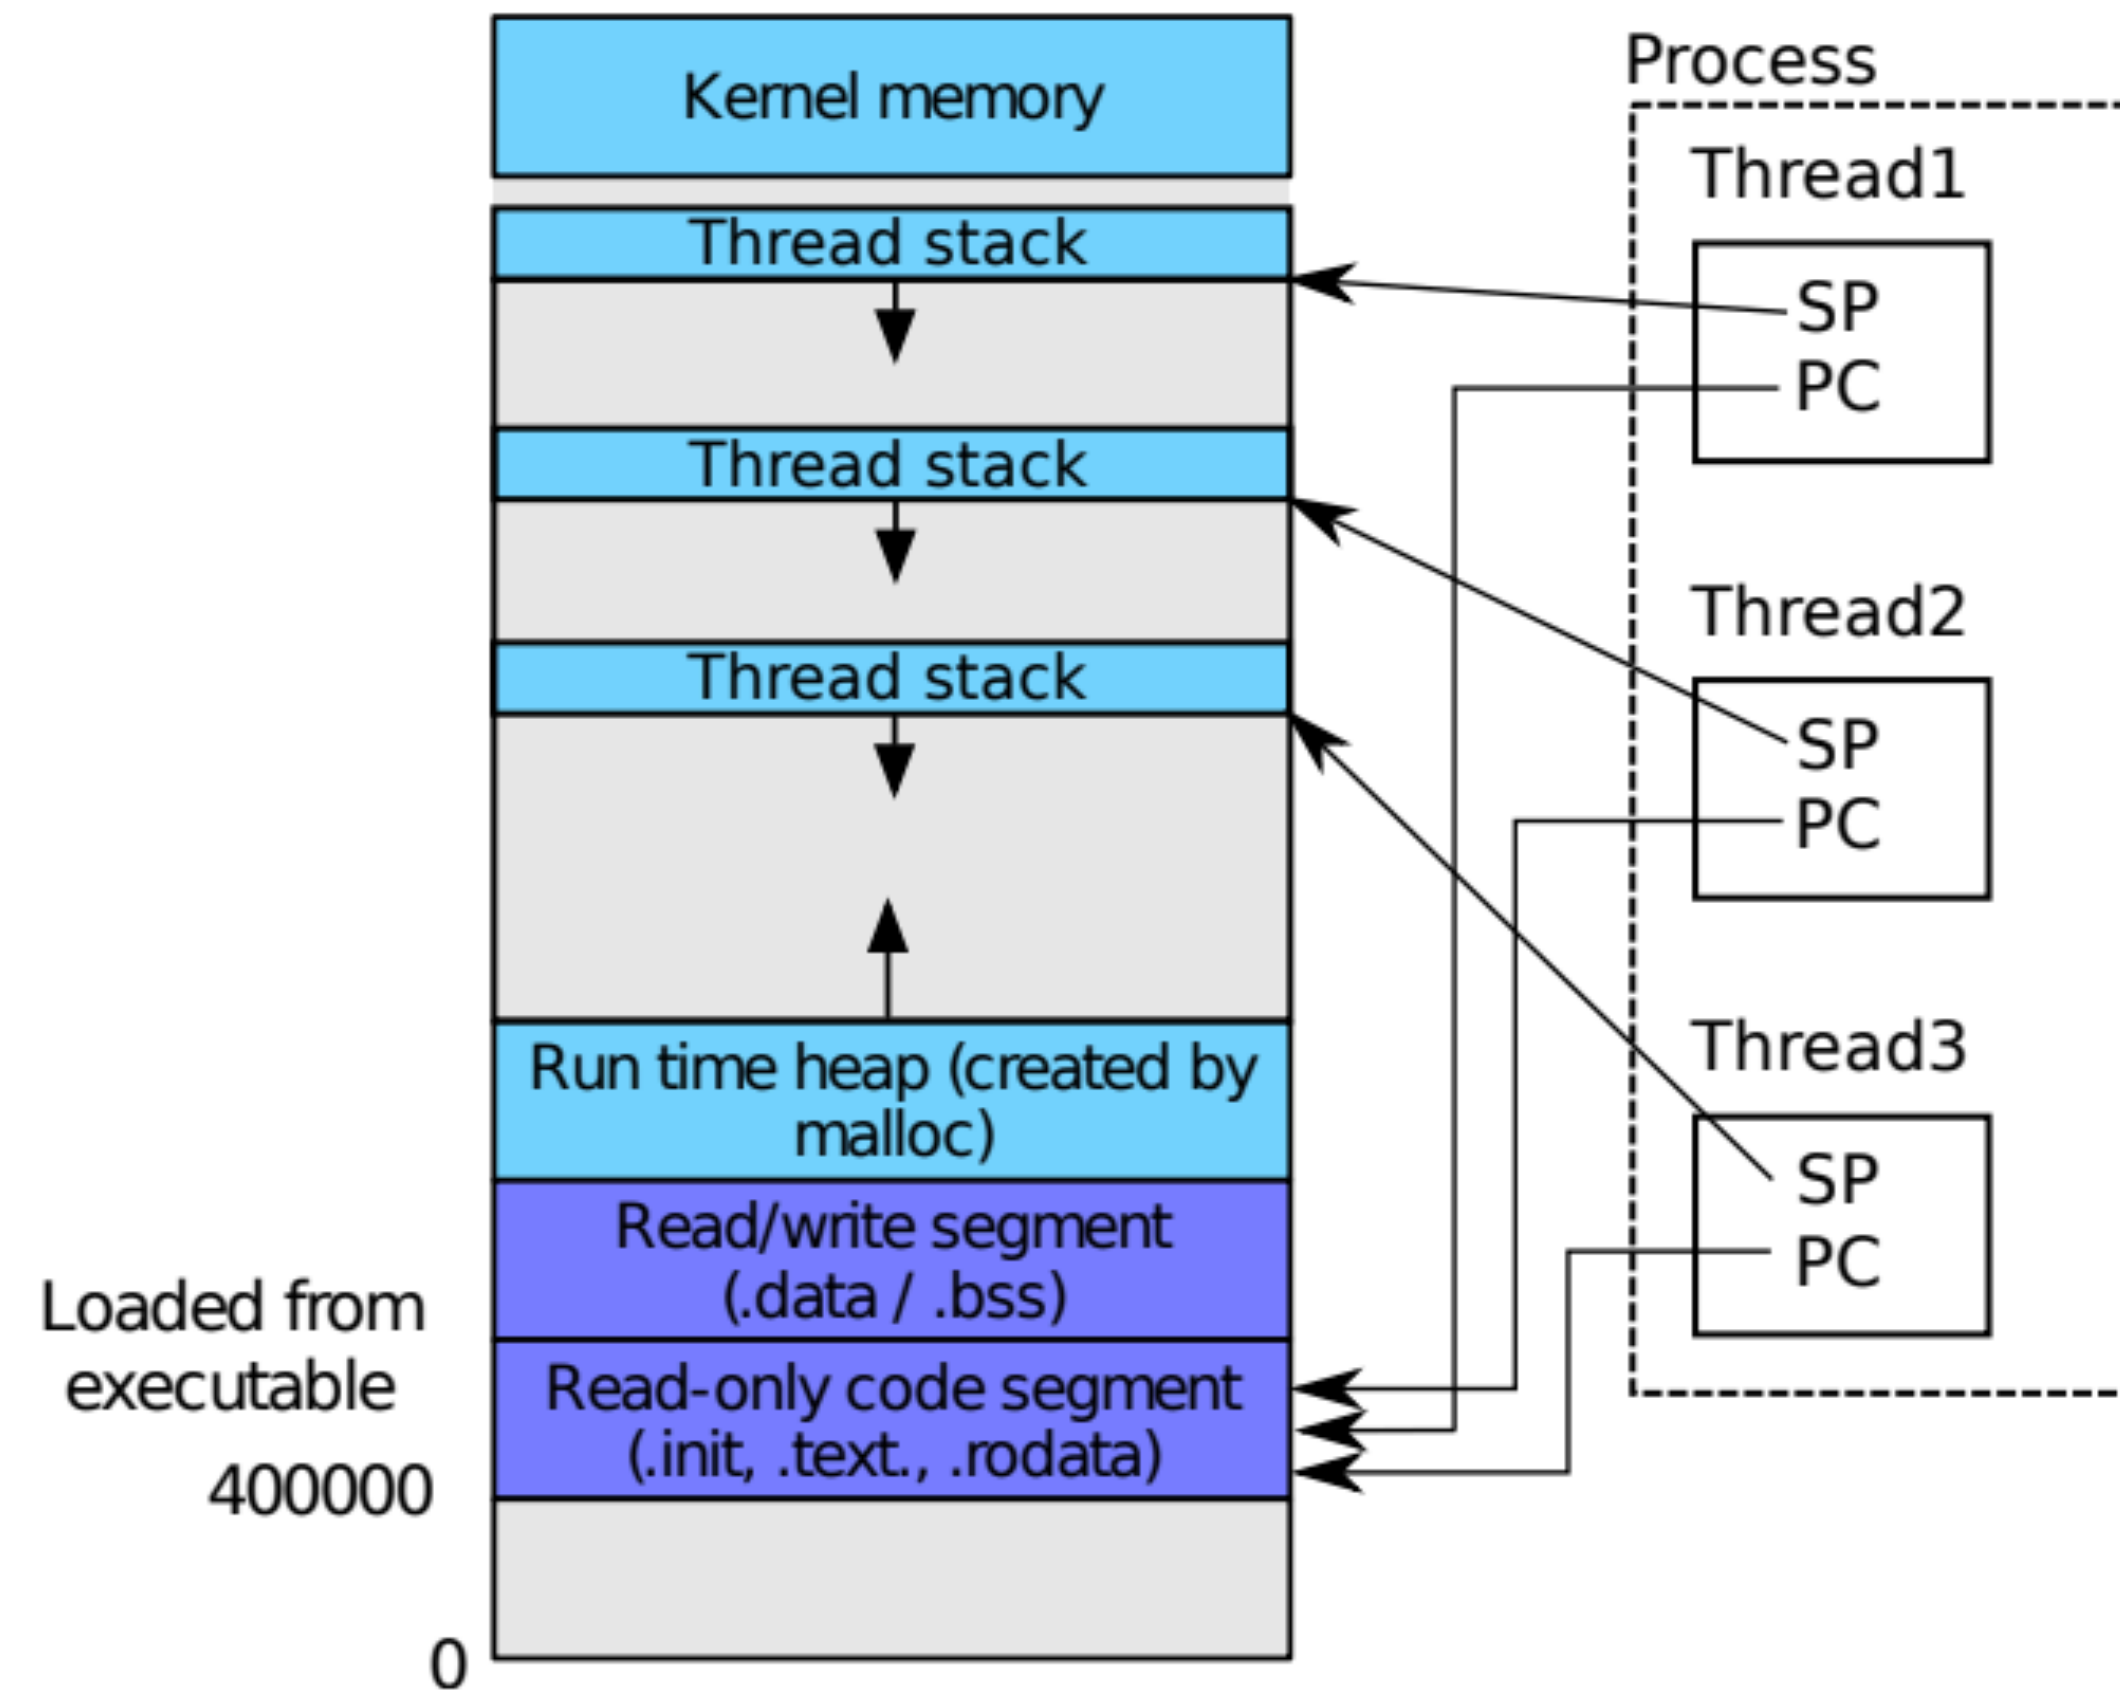 Kernel memory
Thread stack
Thread stack
Thread stack
Run time heap (created by
malloc)
Read/write segment
(.data / .bss)
Read-only code segment
(.init, .text., .rodata)
Loaded from
executable
400000
0
Process
Thread1
SP
PC
Thread2
SP
PC
Thread3
SP
PC